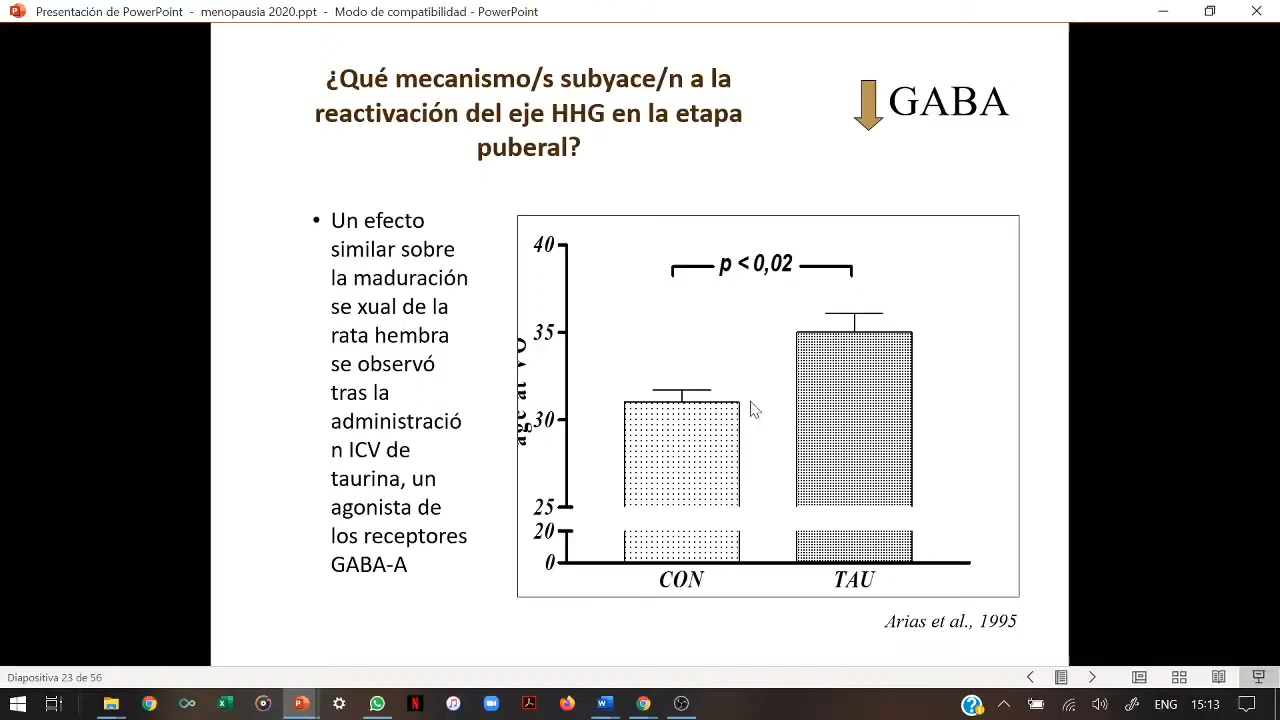 Presentación de PowerPoint - menopausia 2020.ppt - Modo de compatibilidad - PowerPoint
¿Qué mecanismo/s subyace/n a la
reactivación del eje HHG en la etapa
puberal?
GABA
• Un efecto
similar sobre
la maduración
se xual de la
rata hembra
se observó
tras la
administració
n ICV de
taurina, un
agonista de
los receptores
GABA-A
p < 0,02
40
35
30
25
20
0
age at VO
CON
TAU
Arias et al., 1995
Diapositiva 23 de 56
ENG
15:13